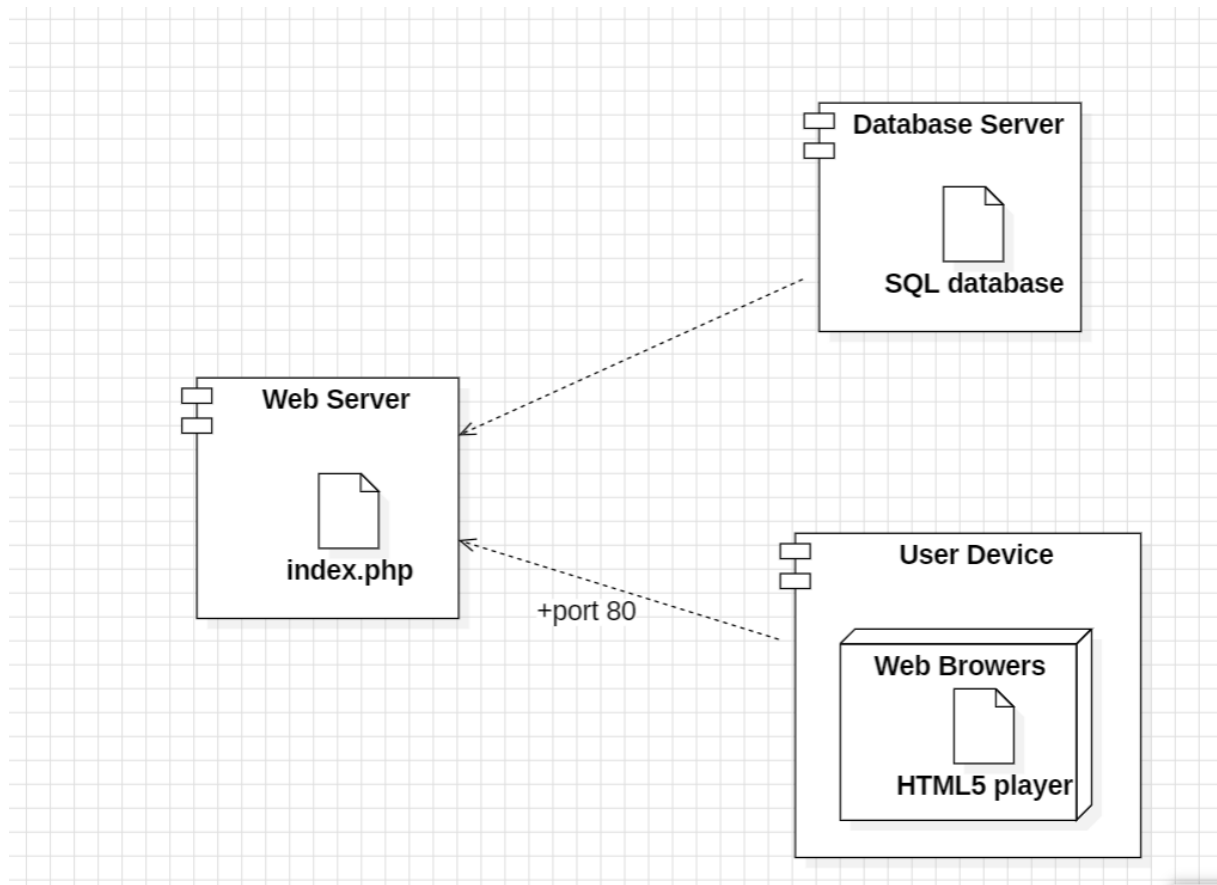 Database Server
SQL database
Web Server
index.php
+port 80
User Device
Web Browers
HTML5 player